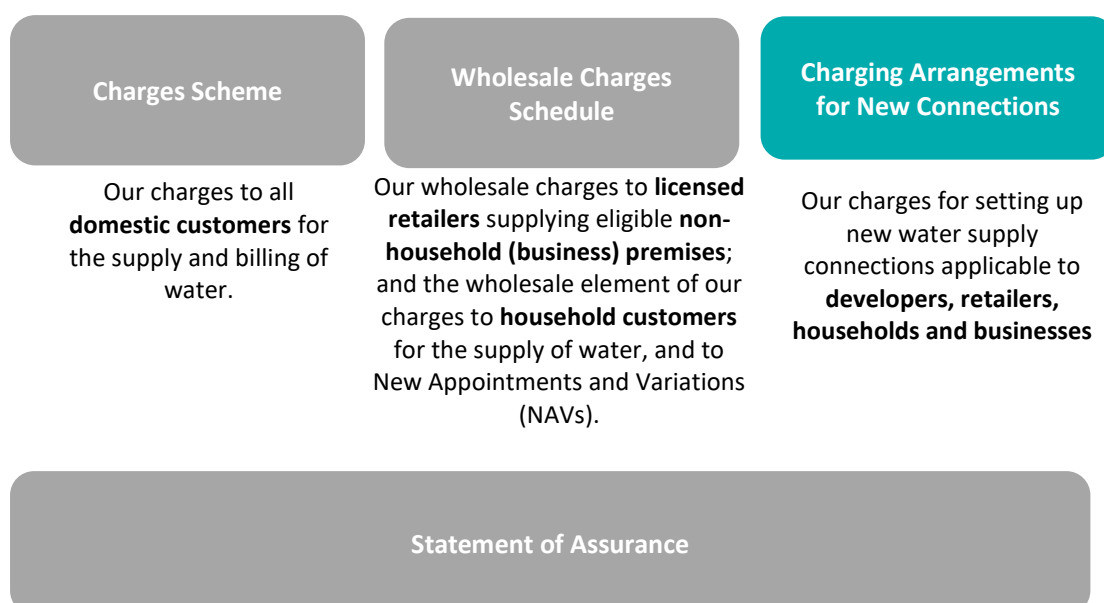 Charges Scheme
Our charges to all
domestic customers for
the supply and billing of
water.
Wholesale Charges
Schedule
Our wholesale charges to licensed
retailers supplying eligible non-
household (business) premises;
and the wholesale element of our
charges to household customers
for the supply of water, and to
New Appointments and Variations
(NAVs).
Charging Arrangements
for New Connections
Our charges for setting up
new water supply
connections applicable to
developers, retailers,
households and businesses
Statement of Assurance